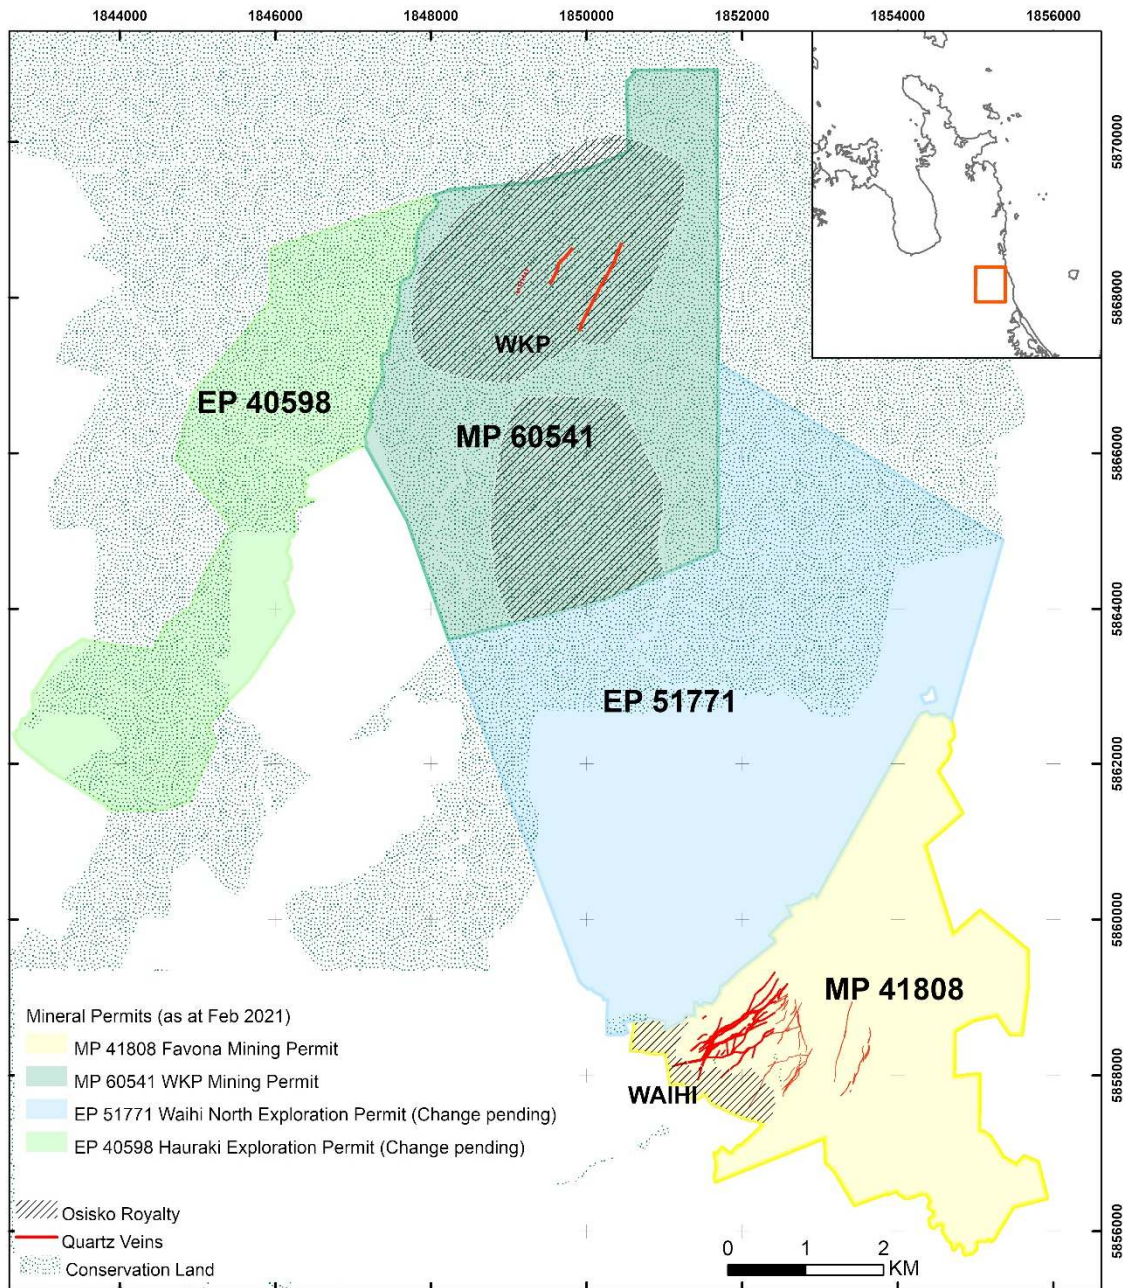 1844000 1846000 1848000 1850000 1852000 1854000 1856000
5870000
5868000
5866000
5864000
5862000
5860000
5858000
5856000
WKP
EP 40598
MP 60541
EP 51771
MP 41808
WAIHI
Mineral Permits (as at Feb 2021)
MP 41808 Favona Mining Permit
MP 60541 WKP Mining Permit
EP 51771 Waihi North Exploration Permit (Change pending)
EP 40598 Hauraki Exploration Permit (Change pending)
Osisko Royalty
Quartz Veins
Conservation Land
0 1 2
KM